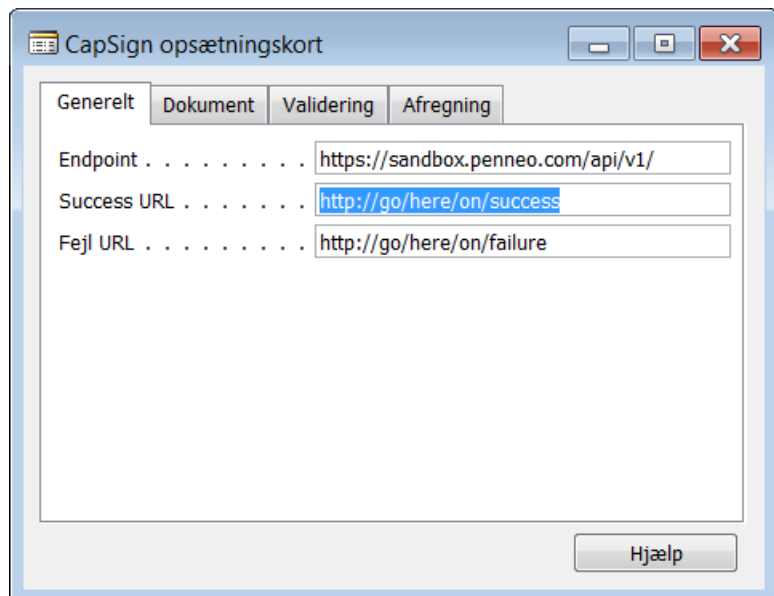 CapSign opsætningskort
Generelt Dokument Validering Afregning
Endpoint . . . . . . . . . https://sandbox.penneo.com/api/v1/
Success URL . . . . . . . http://go/here/on/success
Fejl URL . . . . . . . . . http://go/here/on/failure
Hjælp